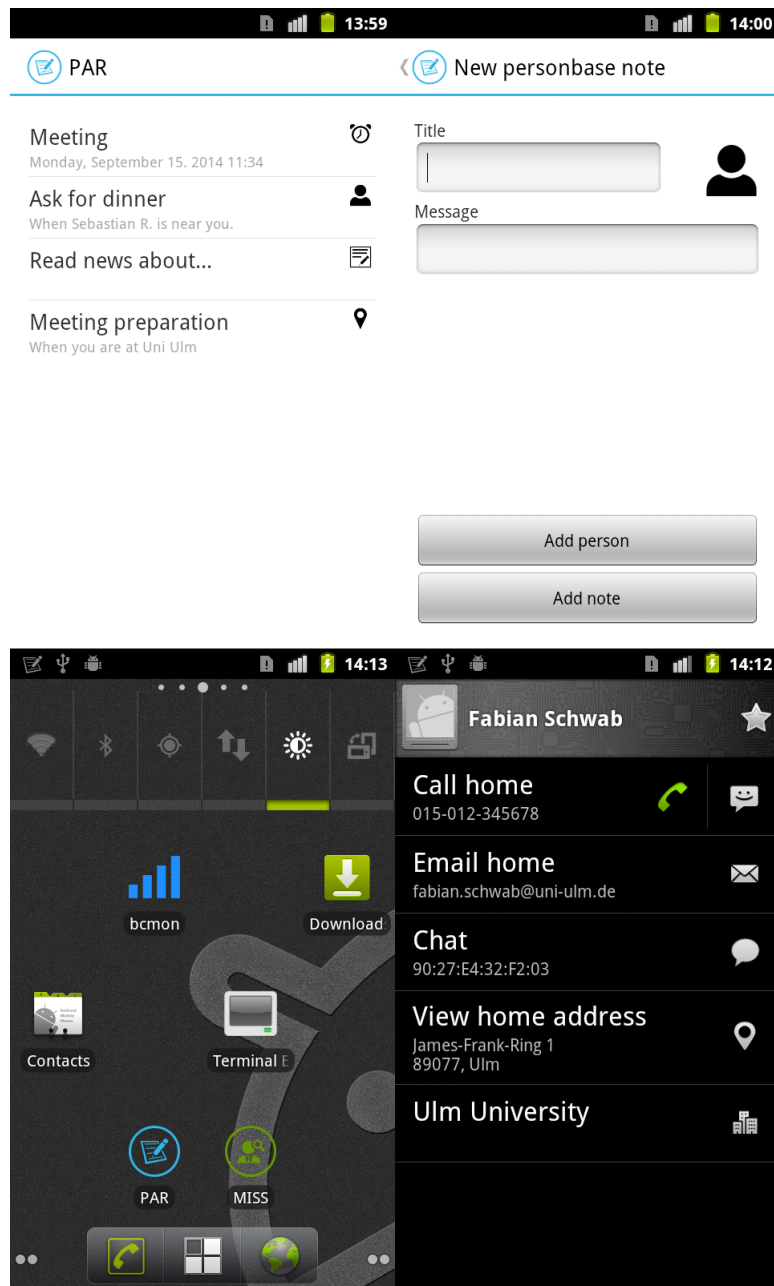 13:59
PAR
Meeting
Monday, September 15. 2014 11:34
Ask for dinner
When Sebastian R. is near you.
Read news about...
Meeting preparation
When you are at Uni Ulm
14:00
New personbase note
Title
Message
Add person
Add note
14:13
bcmon
Download
Contacts
Terminal E
PAR
MISS
14:12
Fabian Schwab
Call home
015-012-345678
Email home
fabian.schwab@uni-ulm.de
Chat
90:27:E4:32:F2:03
View home address
James-Frank-Ring 1
89077, Ulm
Ulm University